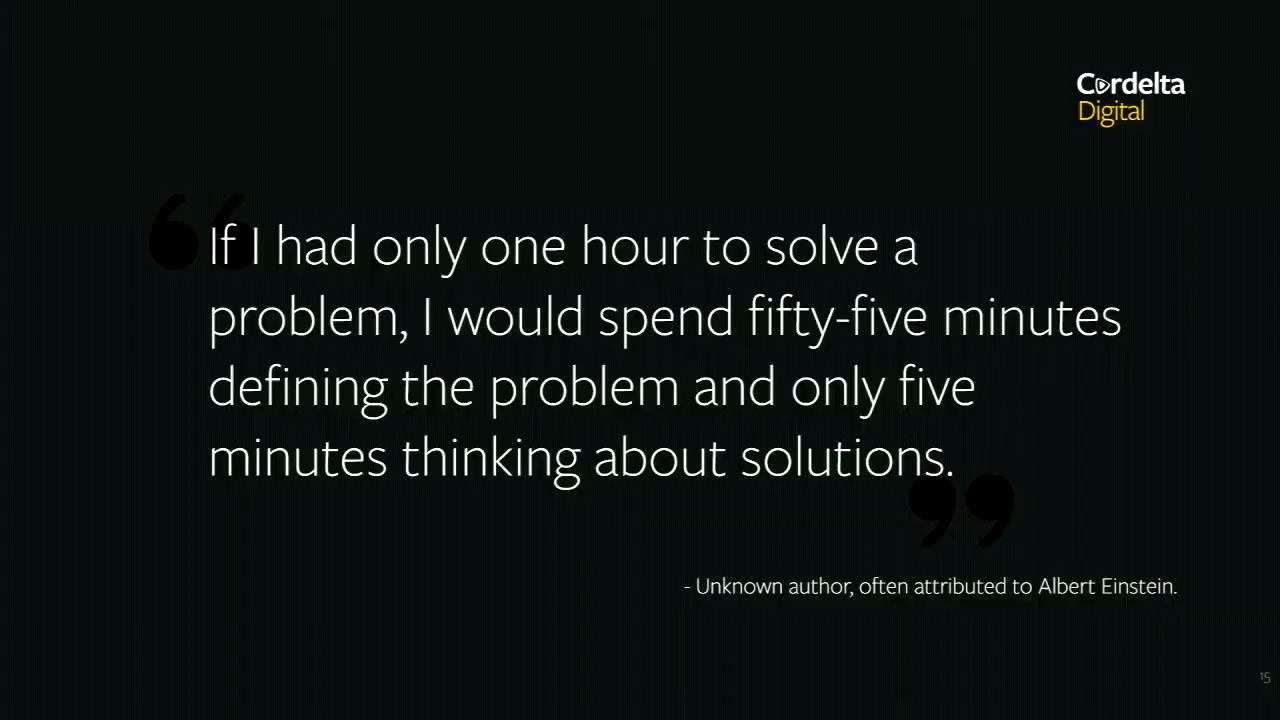 Cordelta
Digital
If I had only one hour to solve a
problem, I would spend fifty-five minutes
defining the problem and only five
minutes thinking about solutions.
- Unknown author, often attributed to Albert Einstein.
15